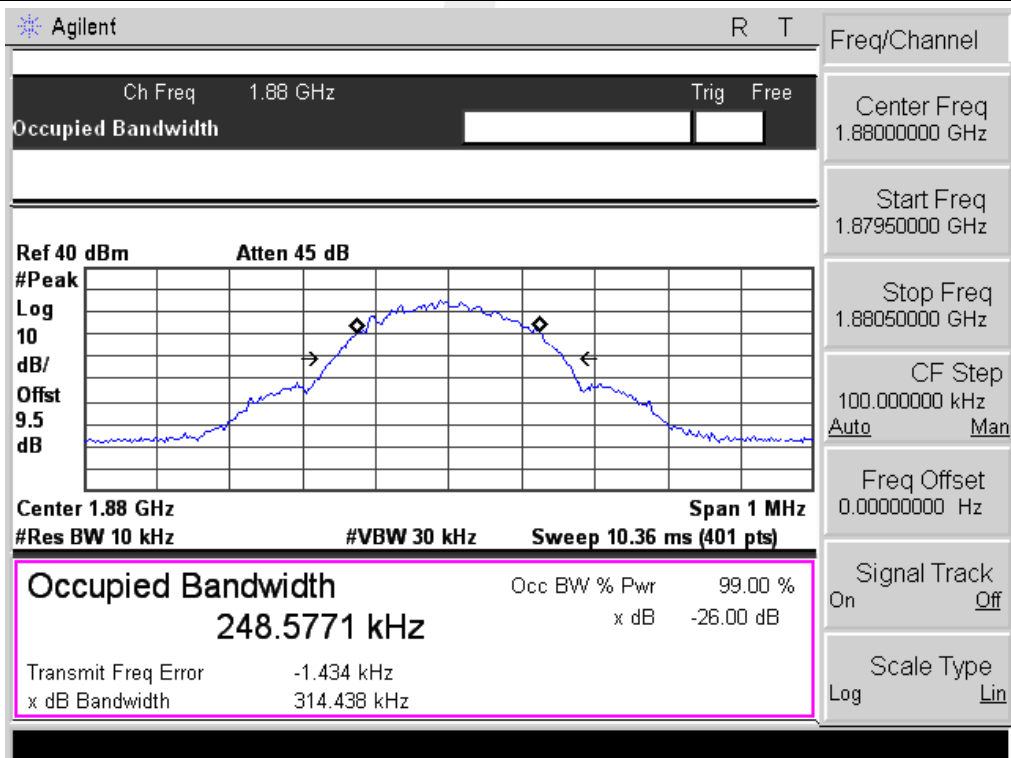 Agilent R T
Ch Freq 1.88 GHz Trig Free
Occupied Bandwidth
Ref 40 dBm Atten 45 dB
#Peak
Log
10
dB/
Offst
9.5
dB
Center 1.88 GHz Span 1 MHz
#Res BW 10 kHz #VBW 30 kHz Sweep 10.36 ms (401 pts)
Occupied Bandwidth Occ BW % Pwr 99.00 %
248.5771 kHz x dB -26.00 dB
Transmit Freq Error -1.434 kHz
x dB Bandwidth 314.438 kHz
Freq/Channel
Center Freq
1.88000000 GHz
Start Freq
1.87950000 GHz
Stop Freq
1.88050000 GHz
CF Step
100.000000 kHz
Auto Man
Freq Offset
0.00000000 Hz
Signal Track
On Off
Scale Type
Log Lin